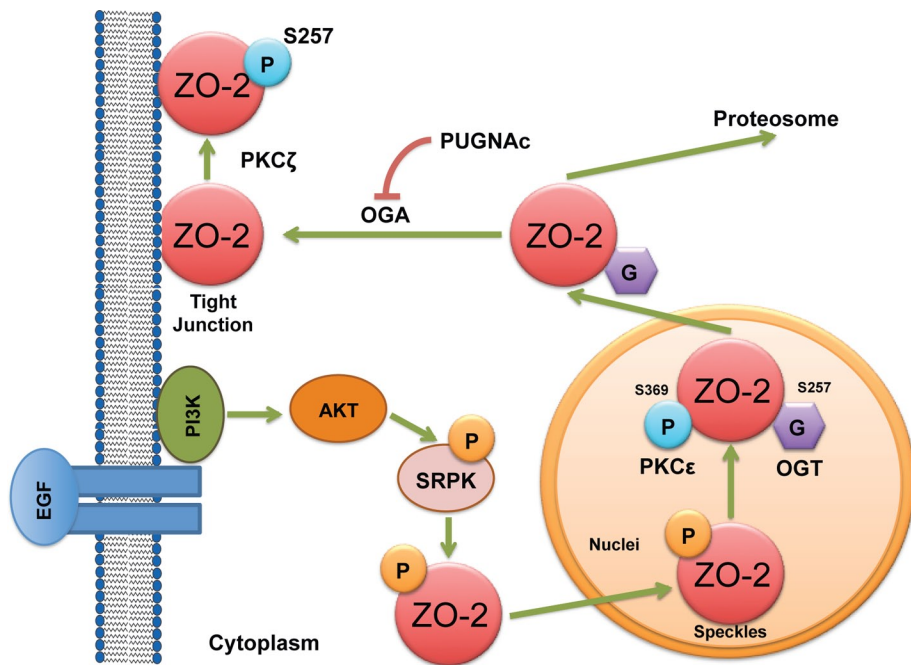 S257
P
ZO-2
PKCζ
ZO-2
Tight
Junction
PUGNAc
OGA
Proteosome
ZO-2
G
S369
S257
ZO-2
P
G
PKCε
OGT
P
Nuclei
ZO-2
Speckles
PI3K
AKT
P
SRPK
EGF
P
ZO-2
Cytoplasm